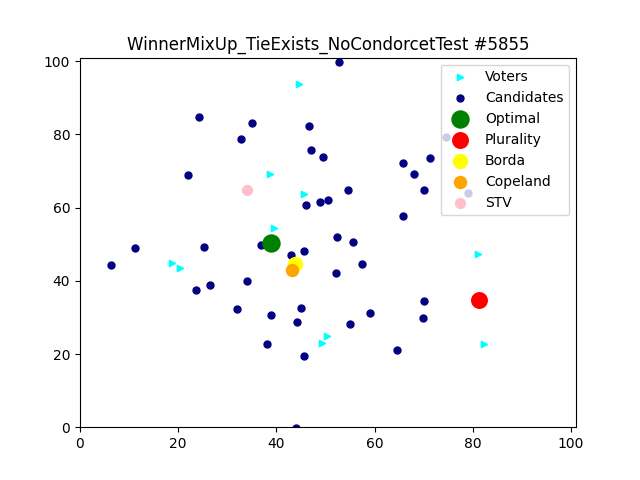 WinnerMixUp_TieExists_NoCondorcetTest #5855
Voters
Candidates
Optimal
Plurality
Borda
Copeland
STV
100
80
60
40
20
0
0 20 40 60 80 100